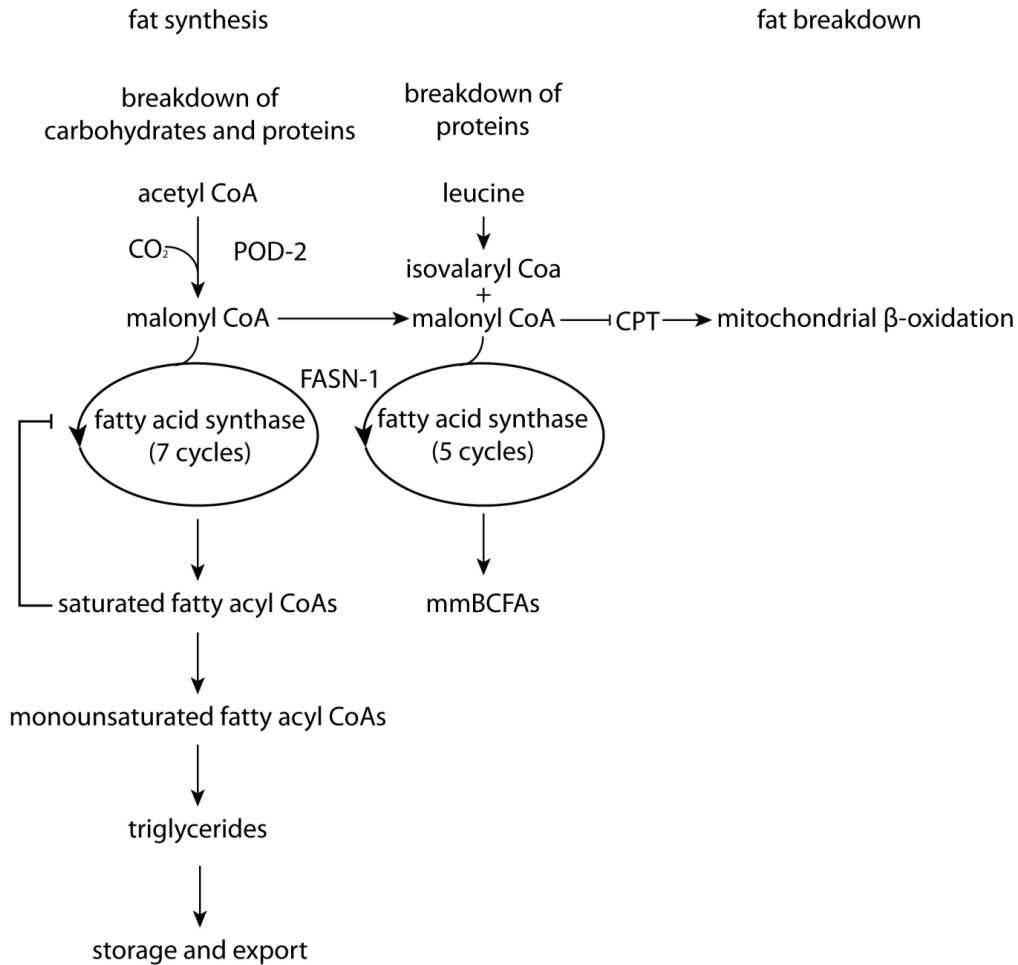 fat synthesis
fat breakdown
breakdown of
carbohydrates and proteins
breakdown of
proteins
acetyl CoA
leucine
CO₂
POD-2
isovalaryl Coa
+
malonyl CoA
malonyl CoA
CPT
mitochondrial β-oxidation
FASN-1
fatty acid synthase
(7 cycles)
fatty acid synthase
(5 cycles)
saturated fatty acyl CoAs
mmBCFAs
monounsaturated fatty acyl CoAs
triglycerides
storage and export